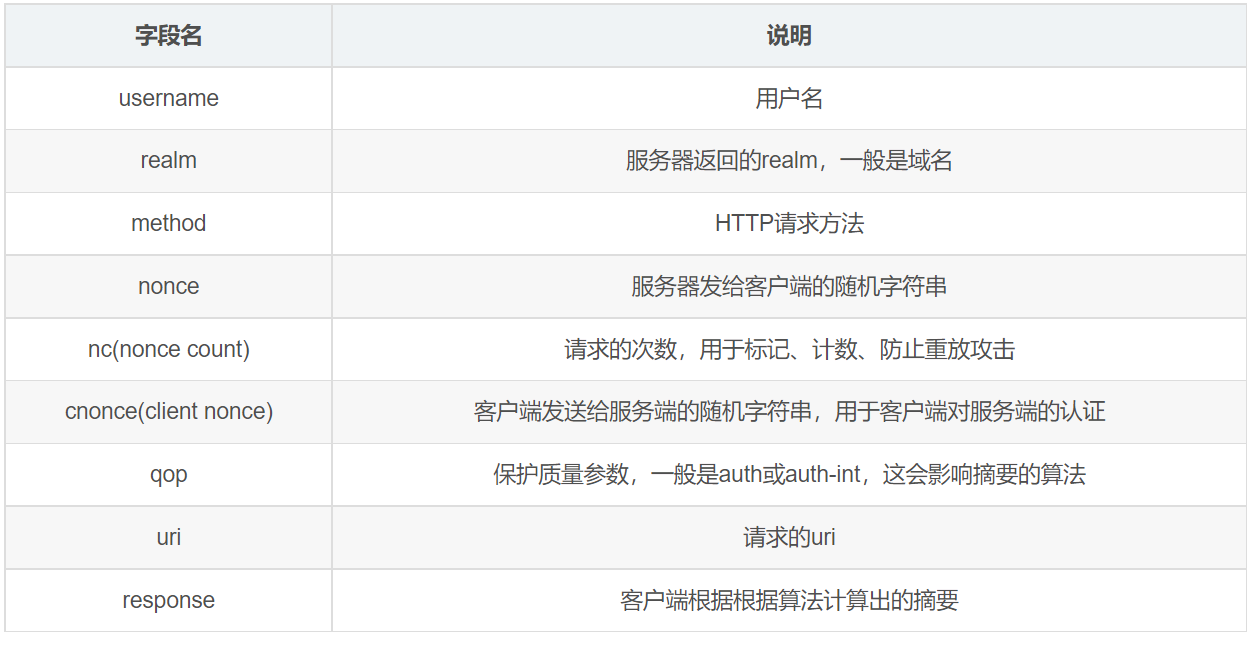 字段名 说明
username 用户名
realm 服务器返回的realm，一般是域名
method HTTP请求方法
nonce 服务器发给客户端的随机字符串
nc(nonce count) 请求的次数，用于标记、计数、防止重放攻击
cnonce(client nonce) 客户端发送给服务端的随机字符串，用于客户端对服务端的认证
qop 保护质量参数，一般是auth或auth-int，这会影响摘要的算法
uri 请求的uri
response 客户端根据根据算法计算出的摘要